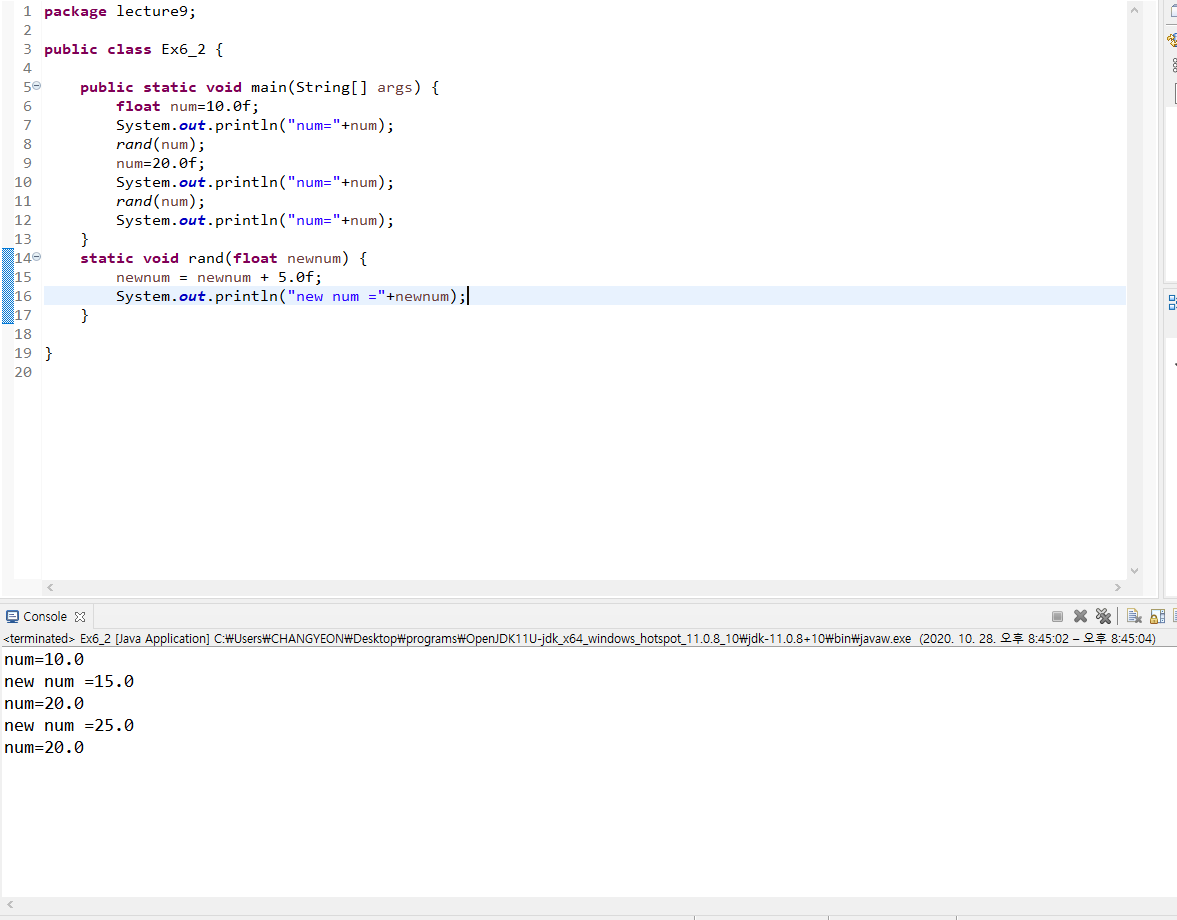 1 package lecture9;
2
3 public class Ex6_2 {
4
5 public static void main(String[] args) {
6 float num=10.0f;
7 System.out.println("num="+num);
8 rand(num);
9 num=20.0f;
10 System.out.println("num="+num);
11 rand(num);
12 System.out.println("num="+num);
13 }
14 static void rand(float newnum) {
15 newnum = newnum + 5.0f;
16 System.out.println("new num ="+newnum);
17 }
18
19 }
20
Console
<terminated> Ex6_2 [Java Application] C:₩Users₩CHANGYEON₩Desktop₩programs₩OpenJDK11U-jdk_x64_windows_hotspot_11.0.8_10₩jdk-11.0.8+10₩bin₩javaw.exe (2020. 10. 28. 오후 8:45:02 – 오후 8:45:04)
num=10.0
new num =15.0
num=20.0
new num =25.0
num=20.0